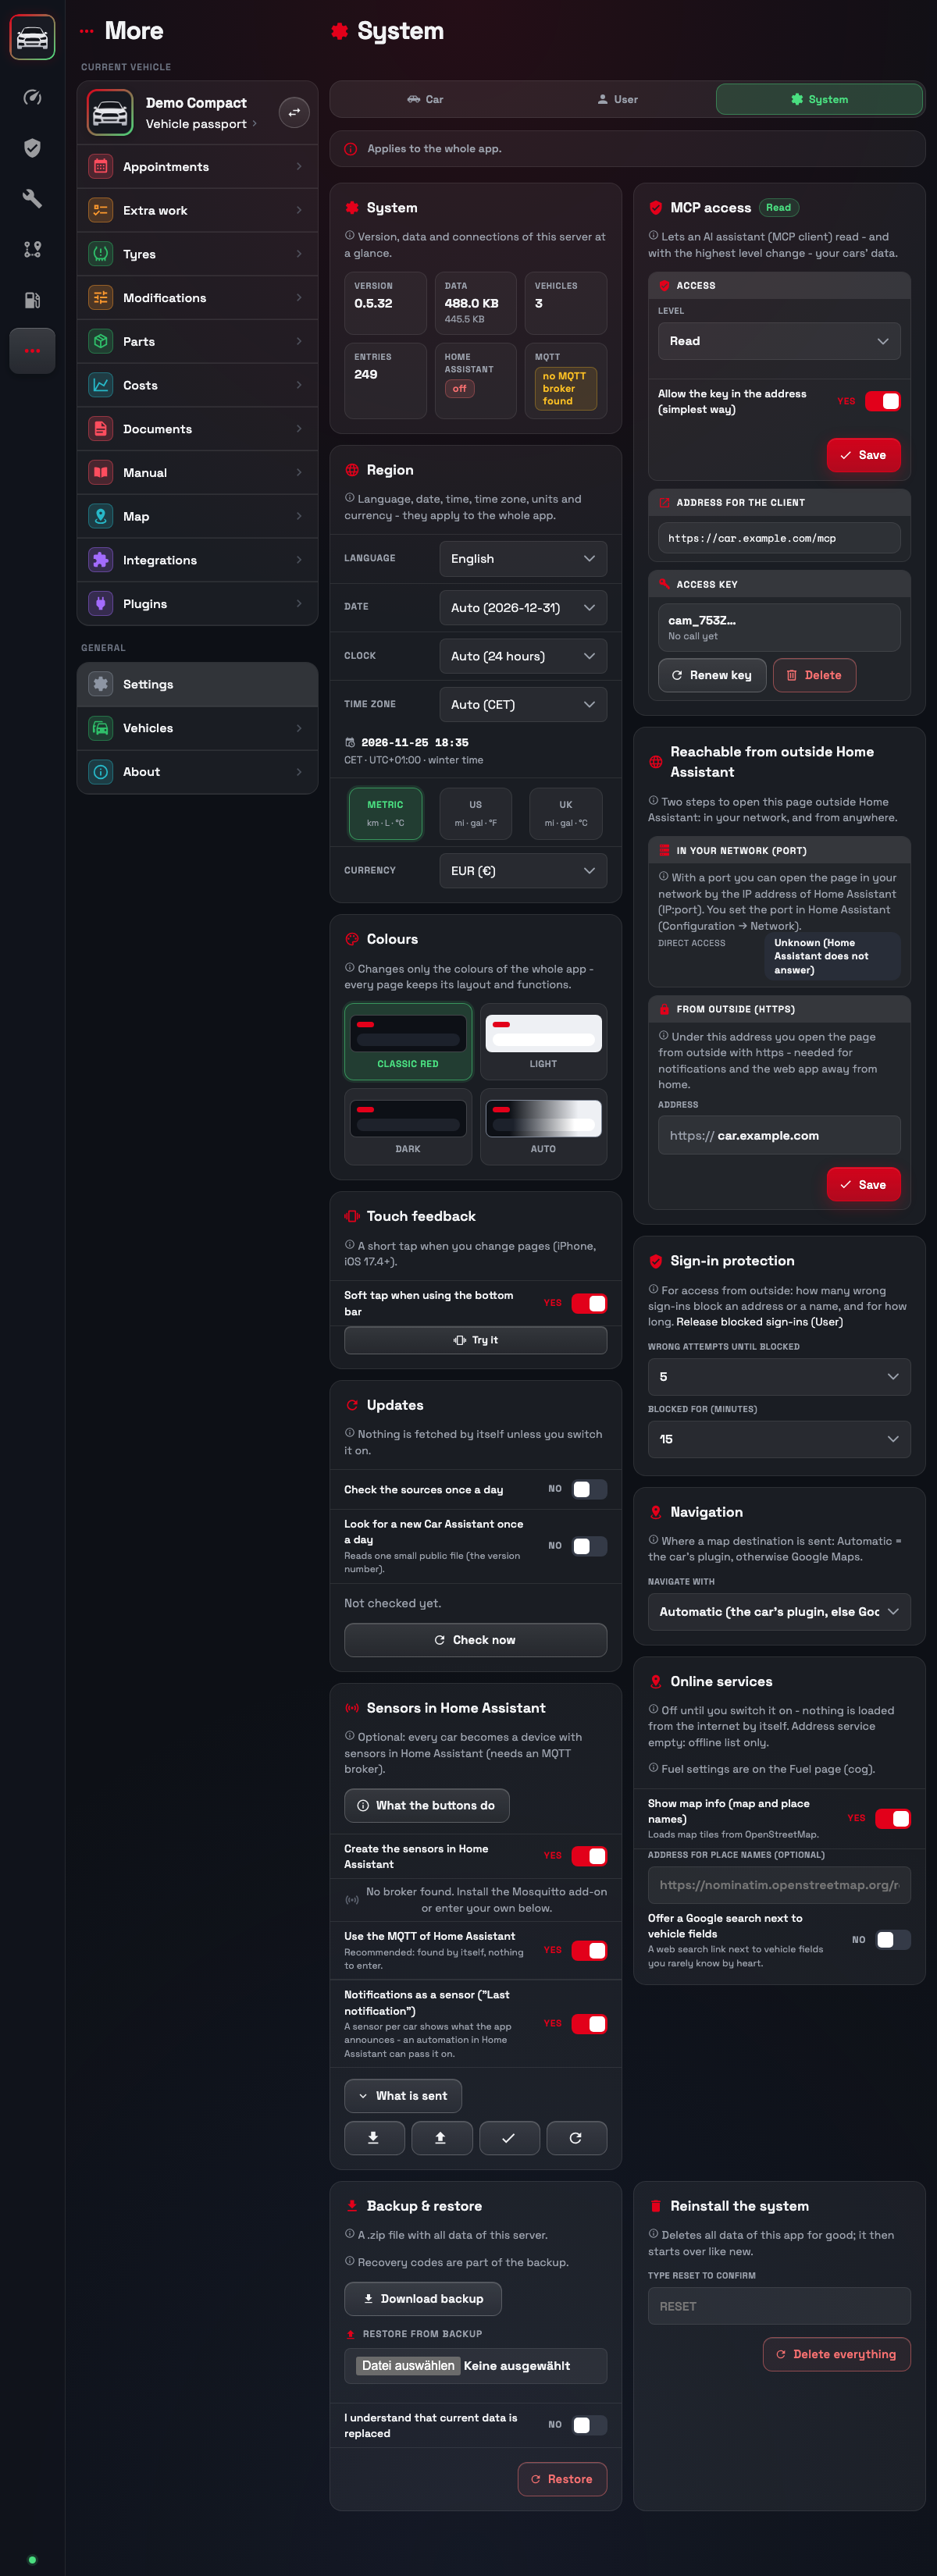 More
CURRENT VEHICLE
Demo Compact
Vehicle passport
Appointments
Extra work
Tyres
Modifications
Parts
Costs
Documents
Manual
Map
Integrations
Plugins
GENERAL
Settings
Vehicles
About
System
Car
User
System
Applies to the whole app.
System
Version, data and connections of this server at
a glance.
VERSION
0.5.32
DATA
488.0 KB
445.5 KB
VEHICLES
3
ENTRIES
249
HOME
ASSISTANT
off
MQTT
no MQTT
broker
found
Region
Language, date, time, time zone, units and
currency - they apply to the whole app.
LANGUAGE
English
DATE
Auto (2026-12-31)
CLOCK
Auto (24 hours)
TIME ZONE
Auto (CET)
2026-11-25 18:35
CET · UTC+01:00 · winter time
METRIC
km · L · °C
US
mi · gal · °F
UK
mi · gal · °C
CURRENCY
EUR (€)
Colours
Changes only the colours of the whole app -
every page keeps its layout and functions.
CLASSIC RED
LIGHT
DARK
AUTO
Touch feedback
A short tap when you change pages (iPhone,
iOS 17.4+).
Soft tap when using the bottom
bar
YES
Try it
Updates
Nothing is fetched by itself unless you switch
it on.
Check the sources once a day
NO
Look for a new Car Assistant once
a day
Reads one small public file (the version
number).
NO
Not checked yet.
Check now
Sensors in Home Assistant
Optional: every car becomes a device with
sensors in Home Assistant (needs an MQTT
broker).
What the buttons do
Create the sensors in Home
Assistant
YES
No broker found. Install the Mosquitto add-on
or enter your own below.
Use the MQTT of Home Assistant
Recommended: found by itself, nothing
to enter.
YES
Notifications as a sensor ("Last
notification")
A sensor per car shows what the app
announces - an automation in Home
Assistant can pass it on.
YES
What is sent
Backup & restore
A .zip file with all data of this server.
Recovery codes are part of the backup.
Download backup
RESTORE FROM BACKUP
Datei auswählen Keine ausgewählt
I understand that current data is
replaced
NO
Restore
MCP access
Read
Lets an AI assistant (MCP client) read - and
with the highest level change - your cars' data.
ACCESS
LEVEL
Read
Allow the key in the address
(simplest way)
YES
Save
ADDRESS FOR THE CLIENT
https://car.example.com/mcp
ACCESS KEY
cam_753Z…
No call yet
Renew key
Delete
Reachable from outside Home
Assistant
Two steps to open this page outside Home
Assistant: in your network, and from anywhere.
IN YOUR NETWORK (PORT)
With a port you can open the page in your
network by the IP address of Home Assistant
(IP:port). You set the port in Home Assistant
(Configuration → Network).
DIRECT ACCESS
Unknown (Home
Assistant does not
answer)
FROM OUTSIDE (HTTPS)
Under this address you open the page
from outside with https - needed for
notifications and the web app away from
home.
ADDRESS
https:// car.example.com
Save
Sign-in protection
For access from outside: how many wrong
sign-ins block an address or a name, and for how
long. Release blocked sign-ins (User)
WRONG ATTEMPTS UNTIL BLOCKED
5
BLOCKED FOR (MINUTES)
15
Navigation
Where a map destination is sent: Automatic =
the car's plugin, otherwise Google Maps.
NAVIGATE WITH
Automatic (the car's plugin, else Goo
Online services
Off until you switch it on - nothing is loaded
from the internet by itself. Address service
empty: offline list only.
Fuel settings are on the Fuel page (cog).
Show map info (map and place
names)
Loads map tiles from OpenStreetMap.
YES
ADDRESS FOR PLACE NAMES (OPTIONAL)
https://nominatim.openstreetmap.org/r
Offer a Google search next to
vehicle fields
A web search link next to vehicle fields
you rarely know by heart.
NO
Reinstall the system
Deletes all data of this app for good; it then
starts over like new.
TYPE RESET TO CONFIRM
RESET
Delete everything